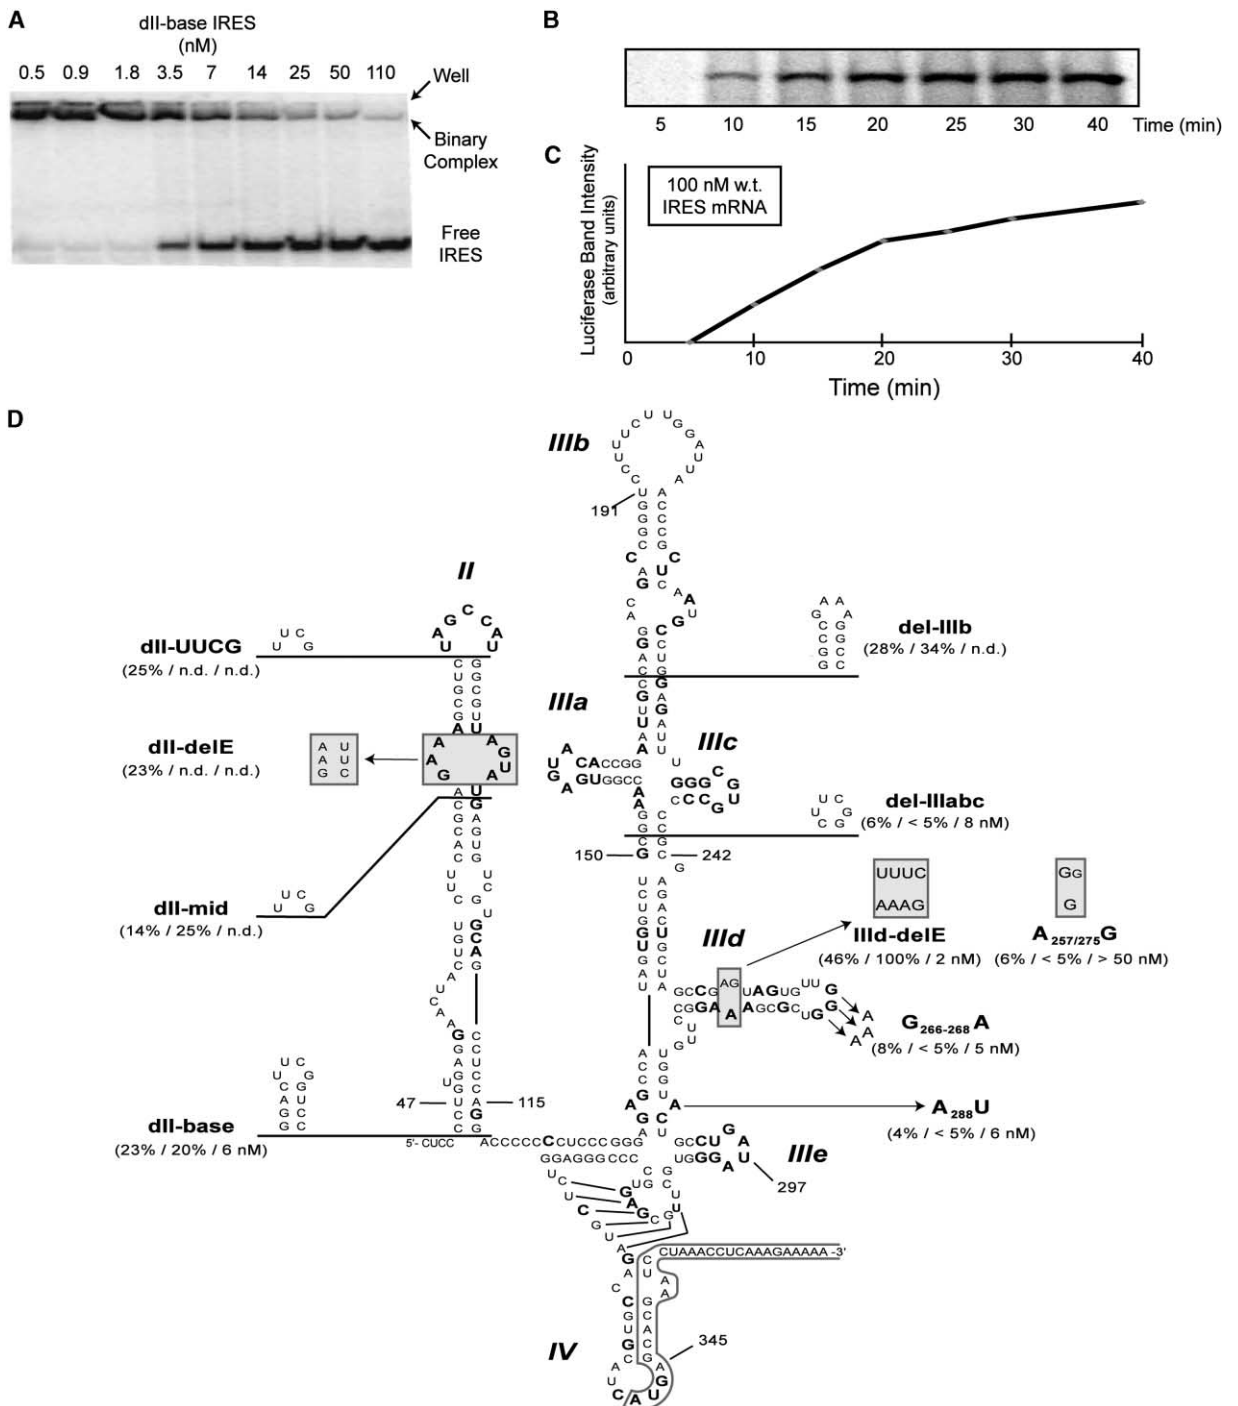 A
dII-base IRES
(nM)
0.5 0.9 1.8 3.5 7 14 25 50 110
Well
Binary
Complex
Free
IRES
B
5 10 15 20 25 30 40 Time (min)
C
Luciferase Band Intensity
(arbitrary units)
100 nM w.t.
IRES mRNA
0 10 20 30 40
Time (min)
D
IIIb
191
II
dII-UUCG
(25% / n.d. / n.d.)
del-IIIb
(28% / 34% / n.d.)
IIIa
IIIc
dII-delE
(23% / n.d. / n.d.)
del-IIIabc
(6% / < 5% / 8 nM)
150
242
dII-mid
(14% / 25% / n.d.)
UUUC
AAAG
GG
G
IIId
IIId-delE
(46% / 100% / 2 nM)
A257/275G
(6% / < 5% / > 50 nM)
G266-268A
(8% / < 5% / 5 nM)
47
115
A288U
(4% / < 5% / 6 nM)
dII-base
(23% / 20% / 6 nM)
5'- CUCC
ACCCCCCCUCCCGGG
GGAGGGCCC
IIIe
297
CUAAACCUCAAAGAAAAA -3'
345
IV